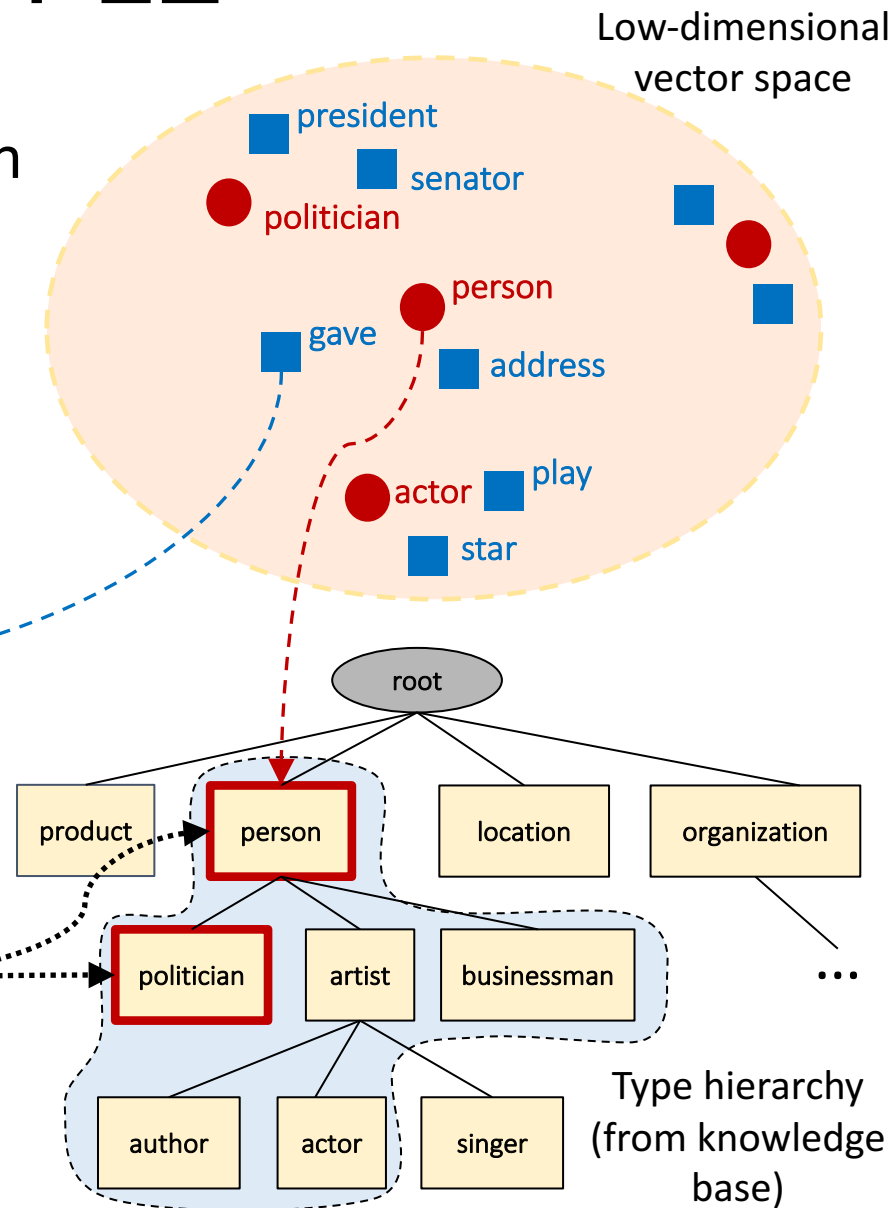 Low-dimensional
vector space
n
president
senator
politician
person
gave
address
play
actor
star
root
product
person
location
organization
politician
artist
businessman
...
author
actor
singer
Type hierarchy
(from knowledge
base)